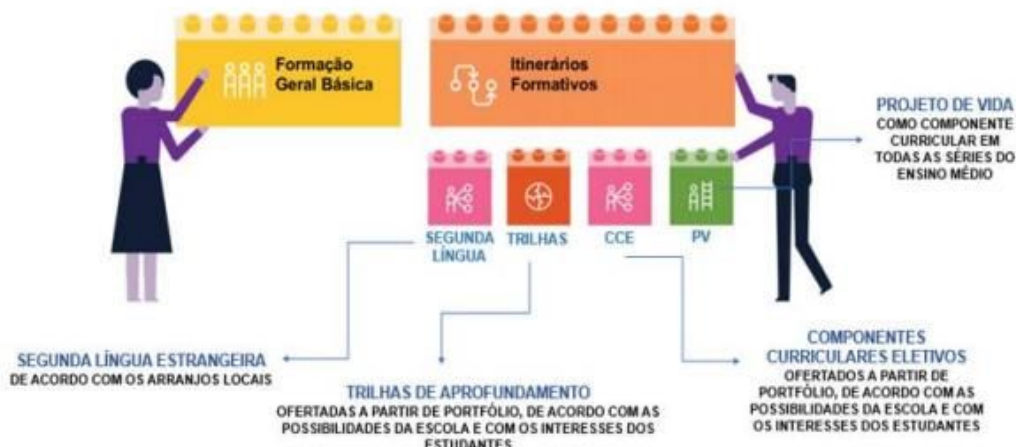 Formação
Geral Básica
Itinerários
Formativos
PROJETO DE VIDA
COMO COMPONENTE
CURRICULAR EM
TODAS AS SÉRIES DO
ENSINO MÉDIO
SEGUNDA
LÍNGUA
TRILHAS
CCE
PV
SEGUNDA LÍNGUA ESTRANGEIRA
DE ACORDO COM OS ARRANJOS LOCAIS
TRILHAS DE APROFUNDAMENTO
OFERTADAS A PARTIR DE PORTFÓLIO, DE ACORDO COM AS
POSSIBILIDADES DA ESCOLA E COM OS INTERESSES DOS
ESTUDANTES
COMPONENTES
CURRICULARES ELETIVOS
OFERTADOS A PARTIR DE
PORTFÓLIO, DE ACORDO COM AS
POSSIBILIDADES DA ESCOLA E COM
OS INTERESSES DOS ESTUDANTES